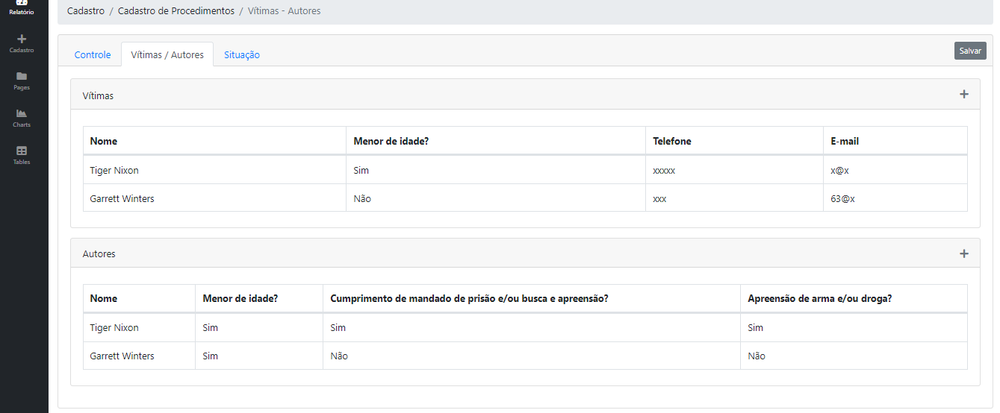 Relatório
Cadastro
Pages
Charts
Tables
Cadastro / Cadastro de Procedimentos / Vítimas - Autores
Controle Vítimas / Autores Situação Salvar
Vítimas +
Nome Menor de idade? Telefone E-mail
Tiger Nixon Sim xxxxx x@x
Garrett Winters Não xxx 63@x
Autores +
Nome Menor de idade? Cumprimento de mandado de prisão e/ou busca e apreensão? Apreensão de arma e/ou droga?
Tiger Nixon Sim Sim Sim
Garrett Winters Sim Não Não